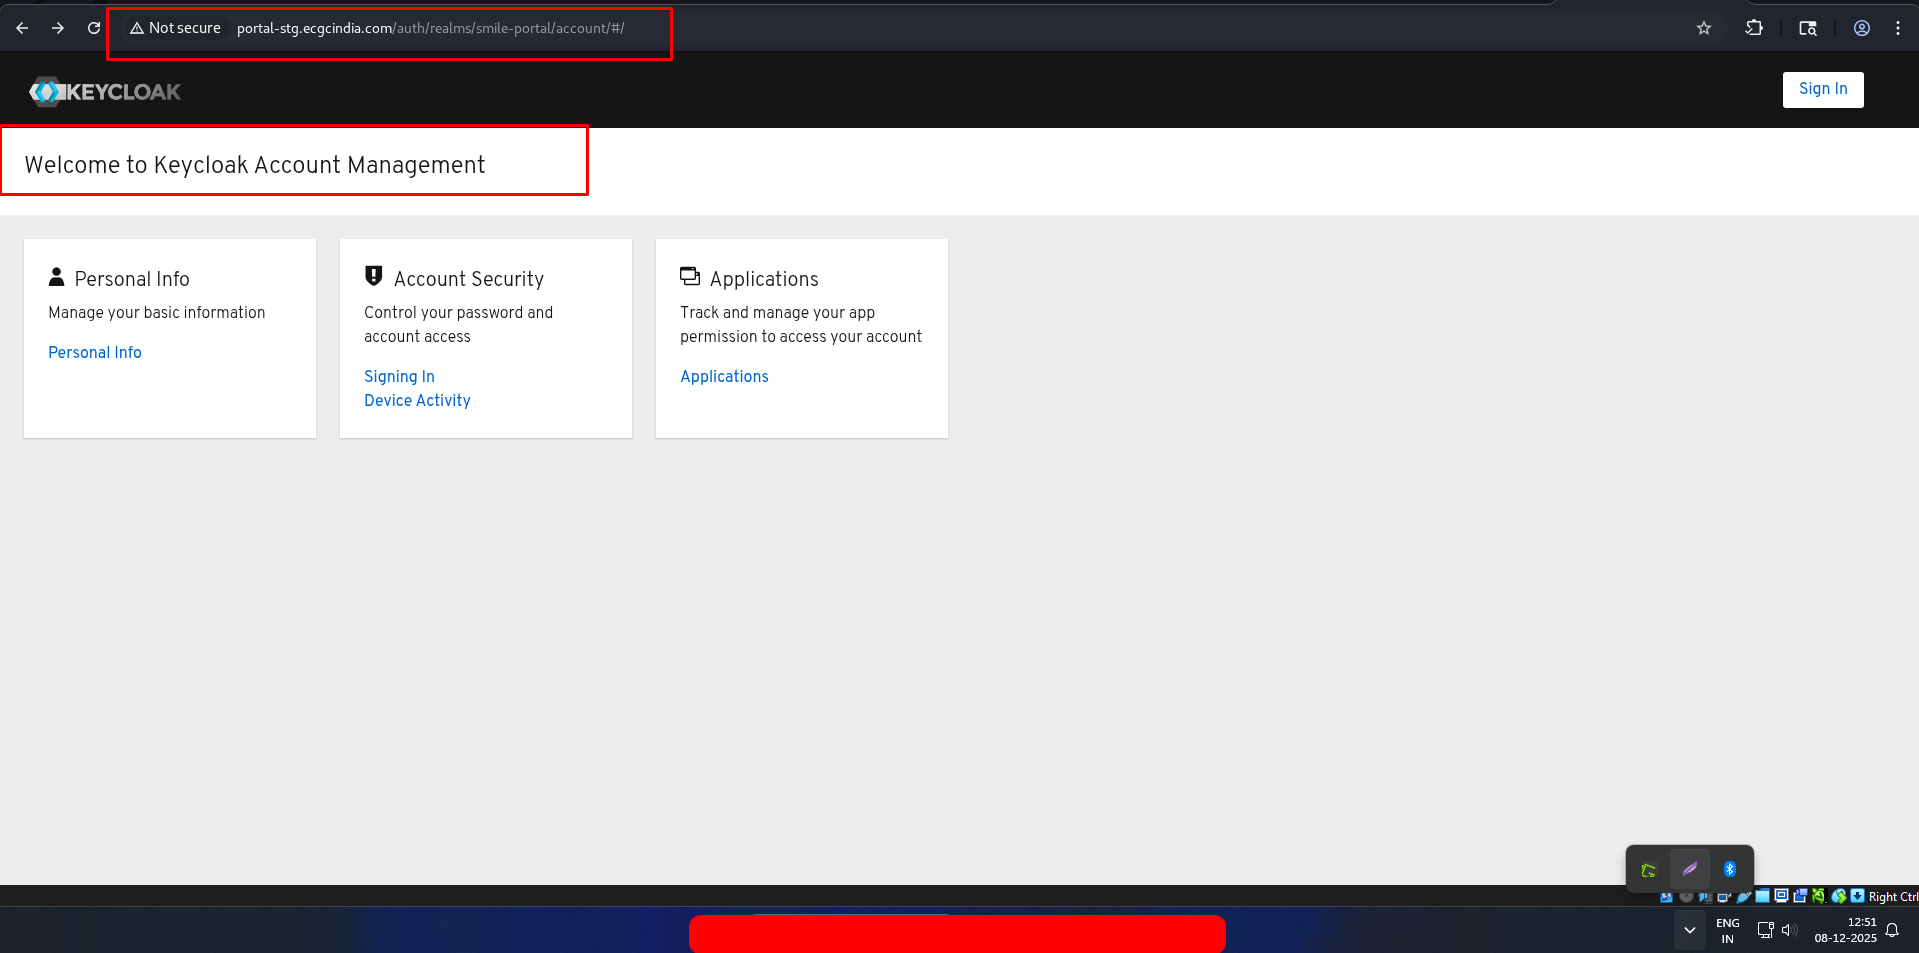 Not secure portal-stg.ecgcindia.com/auth/realms/smile-portal/account/#/
KEYCLOAK
Sign In
Welcome to Keycloak Account Management
Personal Info
Manage your basic information
Personal Info
Account Security
Control your password and
account access
Signing In
Device Activity
Applications
Track and manage your app
permission to access your account
Applications
Right Ctrl
ENG
IN
12:51
08-12-2025